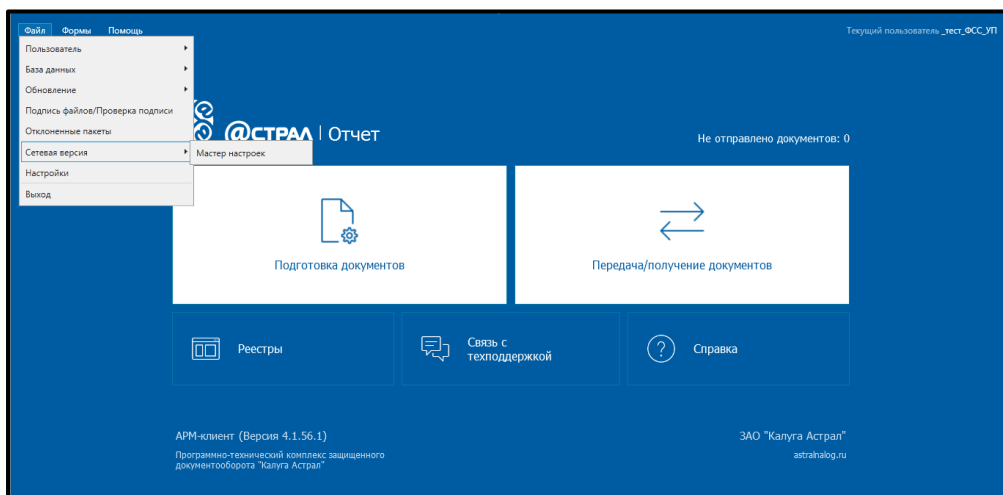 Файл Формы Помощь
Текущий пользователь _тест_ФСС_УП
Пользователь
База данных
Обновление
Подпись файлов/Проверка подписи
Отклоненные пакеты
Сетевая версия
Мастер настроек
Настройки
Выход
@СТРАЛ | Отчет
Не отправлено документов: 0
Подготовка документов
Передача/получение документов
Реестры
Связь с
техподдержкой
?
Справка
АРМ-клиент (Версия 4.1.56.1)
Программно-технический комплекс защищенного
документооборота "Калуга Астрал"
ЗАО "Калуга Астрал"
astralnalog.ru